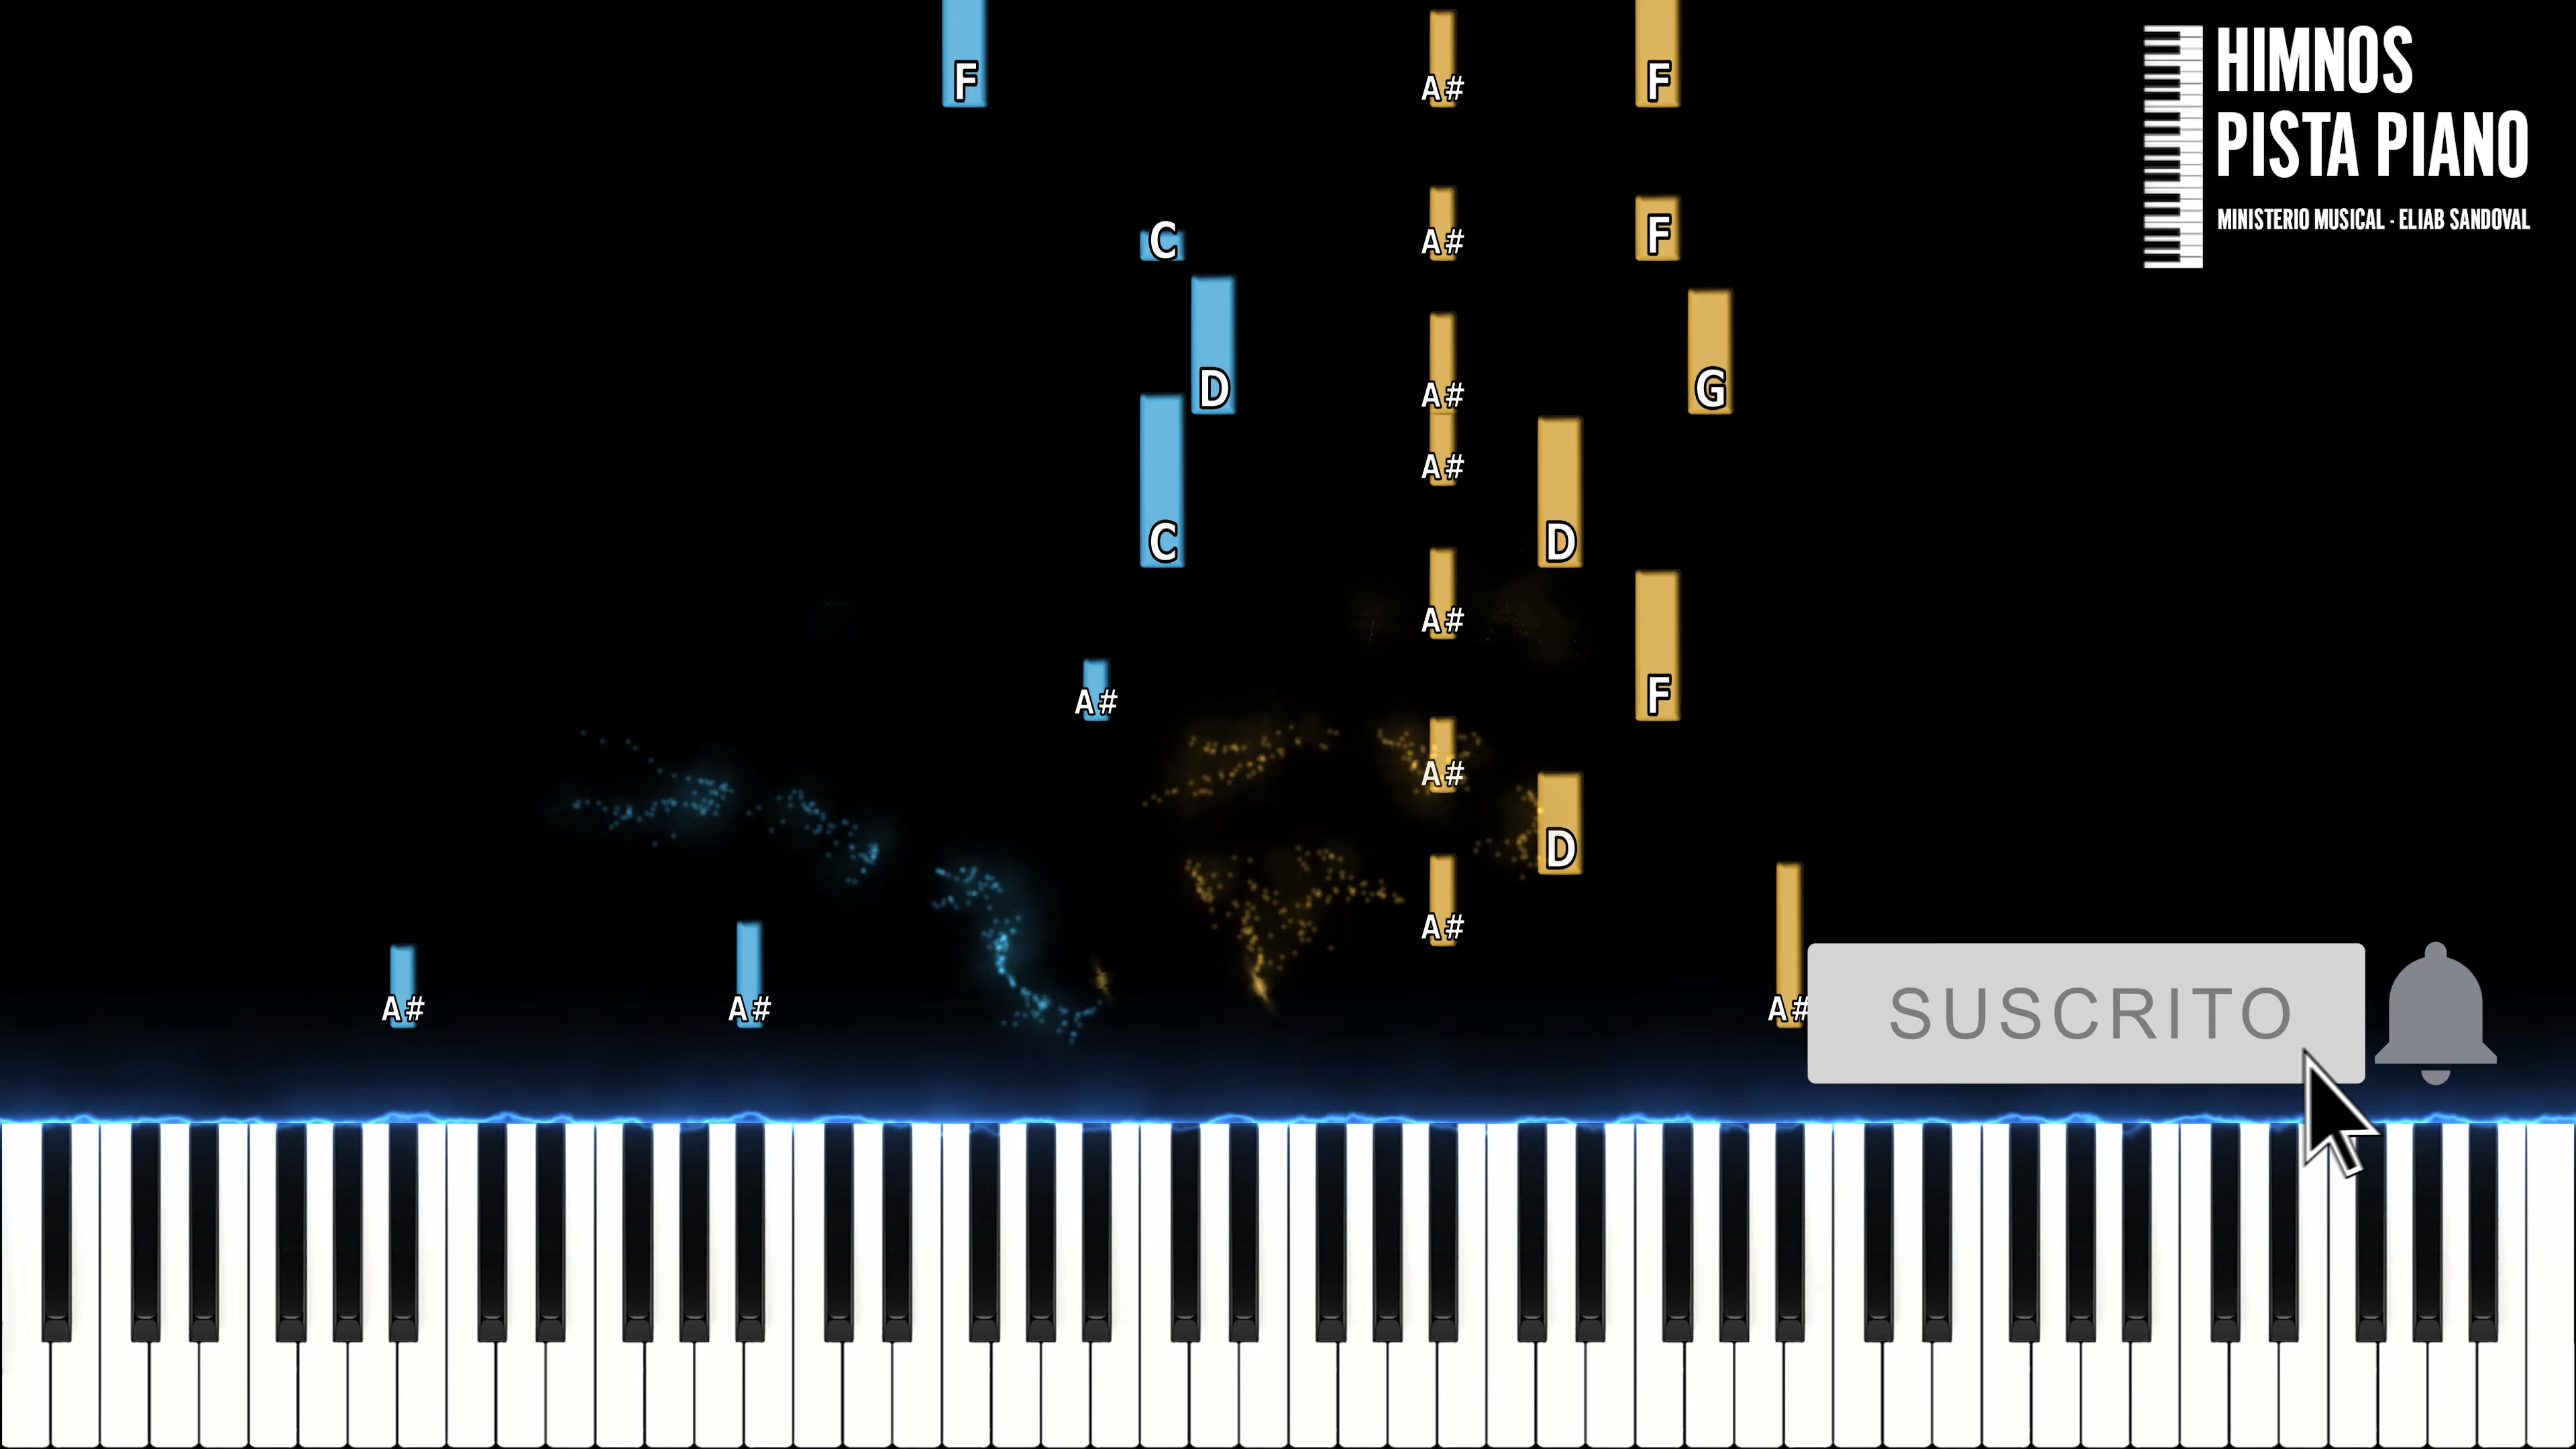 HIMNOS
PISTA PIANO
MINISTERIO MUSICAL - ELIAB SANDOVAL
F A# F
C A# F
D A# G
A#
C D
A#
A# F
A#
D
A#
A# A# A#
SUSCRITO